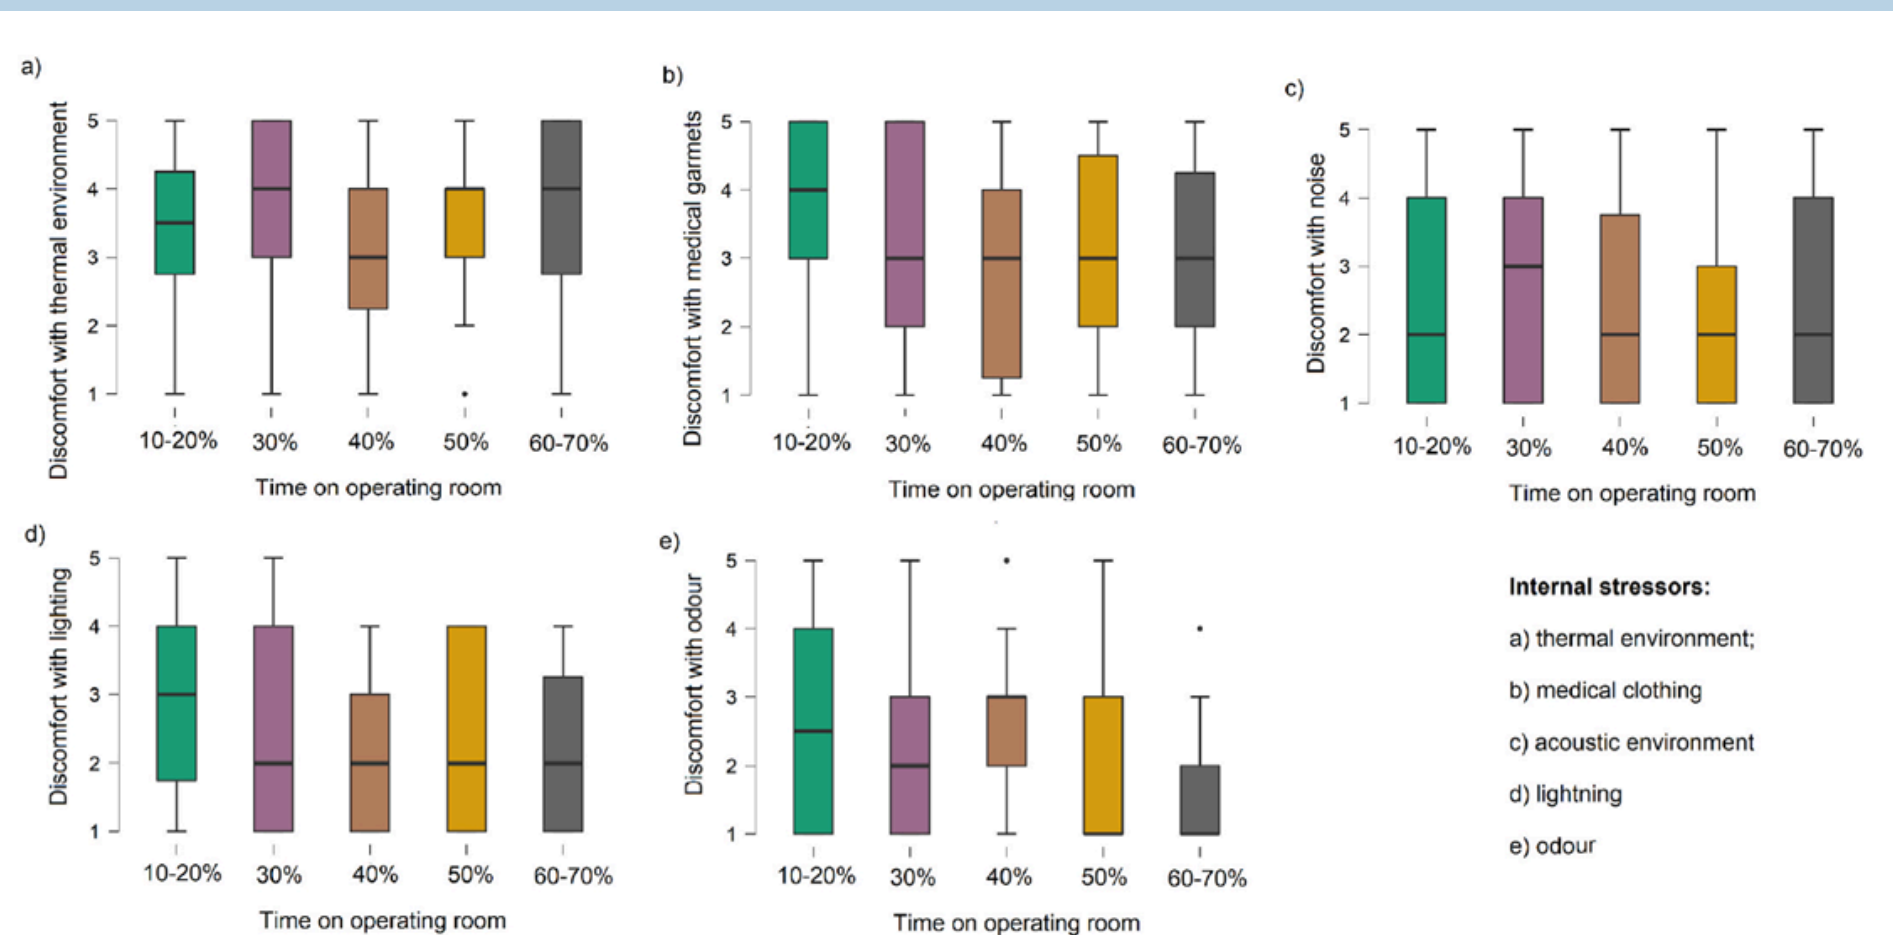 a)
Discomfort with thermal environment
5
4
3
2
1
10-20% 30% 40% 50% 60-70%
Time on operating room
b)
Discomfort with medical garmets
5
4
3
2
1
10-20% 30% 40% 50% 60-70%
Time on operating room
c)
Discomfort with noise
5
4
3
2
1
10-20% 30% 40% 50% 60-70%
Time on operating room
d)
Discomfort with lighting
5
4
3
2
1
10-20% 30% 40% 50% 60-70%
Time on operating room
e)
Discomfort with odour
5
4
3
2
1
10-20% 30% 40% 50% 60-70%
Time on operating room
Internal stressors:
a) thermal environment;
b) medical clothing
c) acoustic environment
d) lightning
e) odour